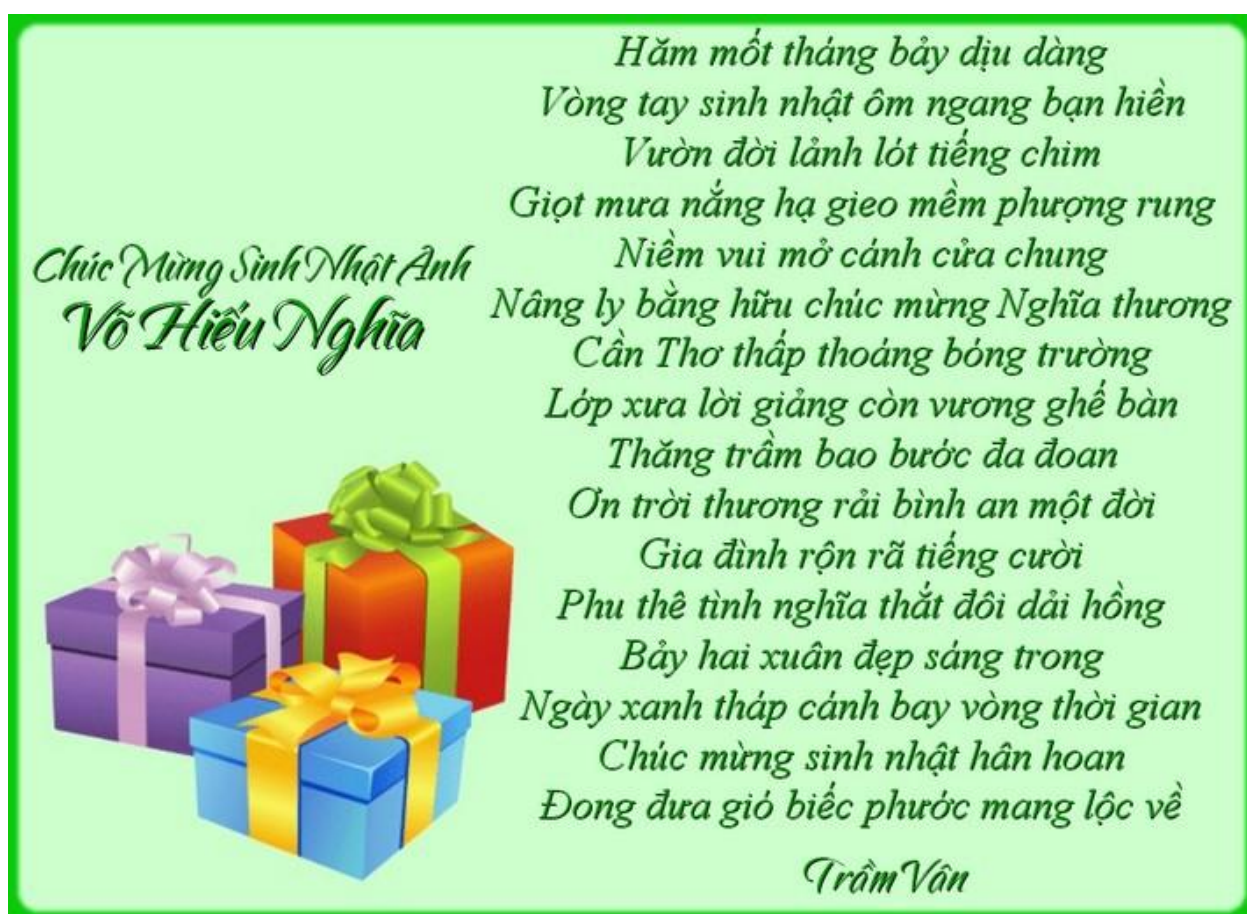 Chúc Mừng Sinh Nhật Anh
Võ Hiếu Nghĩa
Hăm mốt tháng bảy dịu dàng
Vòng tay sinh nhật ôm ngang bạn hiền
Vườn đời lảnh lót tiếng chim
Giọt mưa nắng hạ gieo mềm phượng rung
Niềm vui mở cánh cửa chung
Nâng ly bằng hữu chúc mừng Nghĩa thương
Cần Thơ thấp thoáng bóng trường
Lớp xưa lời giảng còn vương ghế bàn
Thăng trầm bao bước đa đoan
Ơn trời thương rải bình an một đời
Gia đình rộn rã tiếng cười
Phu thê tình nghĩa thắt đôi dải hồng
Bảy hai xuân đẹp sáng trong
Ngày xanh tháp cánh bay vòng thời gian
Chúc mừng sinh nhật hân hoan
Đong đưa gió biếc phước mang lộc về
Trầm Vân